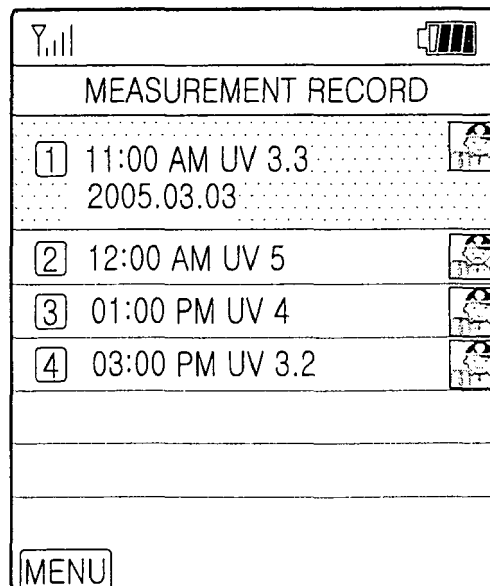 MEASUREMENT RECORD
1 11:00 AM UV 3.3
2005.03.03
2 12:00 AM UV 5
3 01:00 PM UV 4
4 03:00 PM UV 3.2
MENU